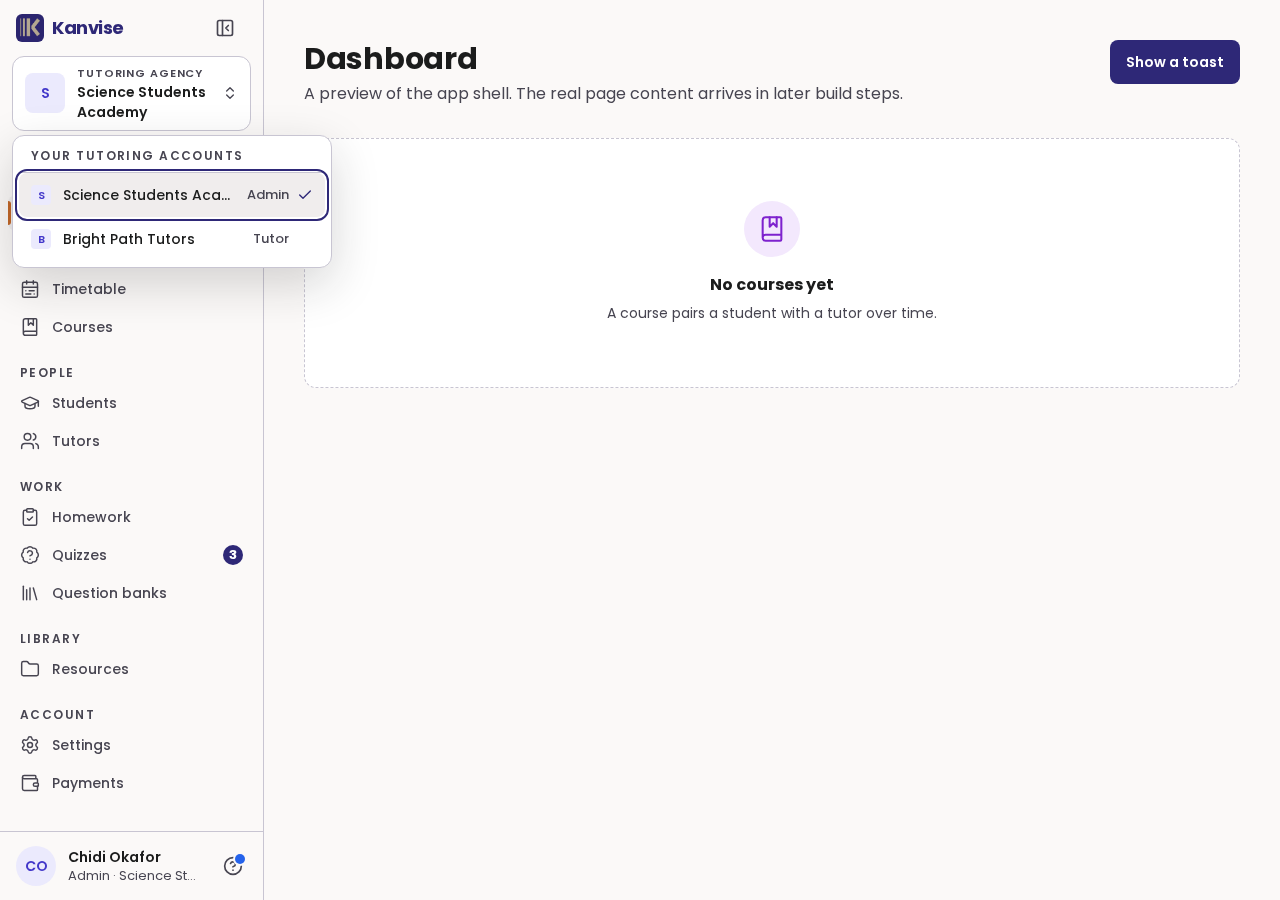 Kanvise
TUTORING AGENCY
S
Science Students
Academy
YOUR TUTORING ACCOUNTS
S Science Students Aca... Admin
B Bright Path Tutors Tutor
Timetable
Courses
PEOPLE
Students
Tutors
WORK
Homework
Quizzes 3
Question banks
LIBRARY
Resources
ACCOUNT
Settings
Payments
CO Chidi Okafor
Admin · Science St...
Dashboard
A preview of the app shell. The real page content arrives in later build steps.
Show a toast
No courses yet
A course pairs a student with a tutor over time.